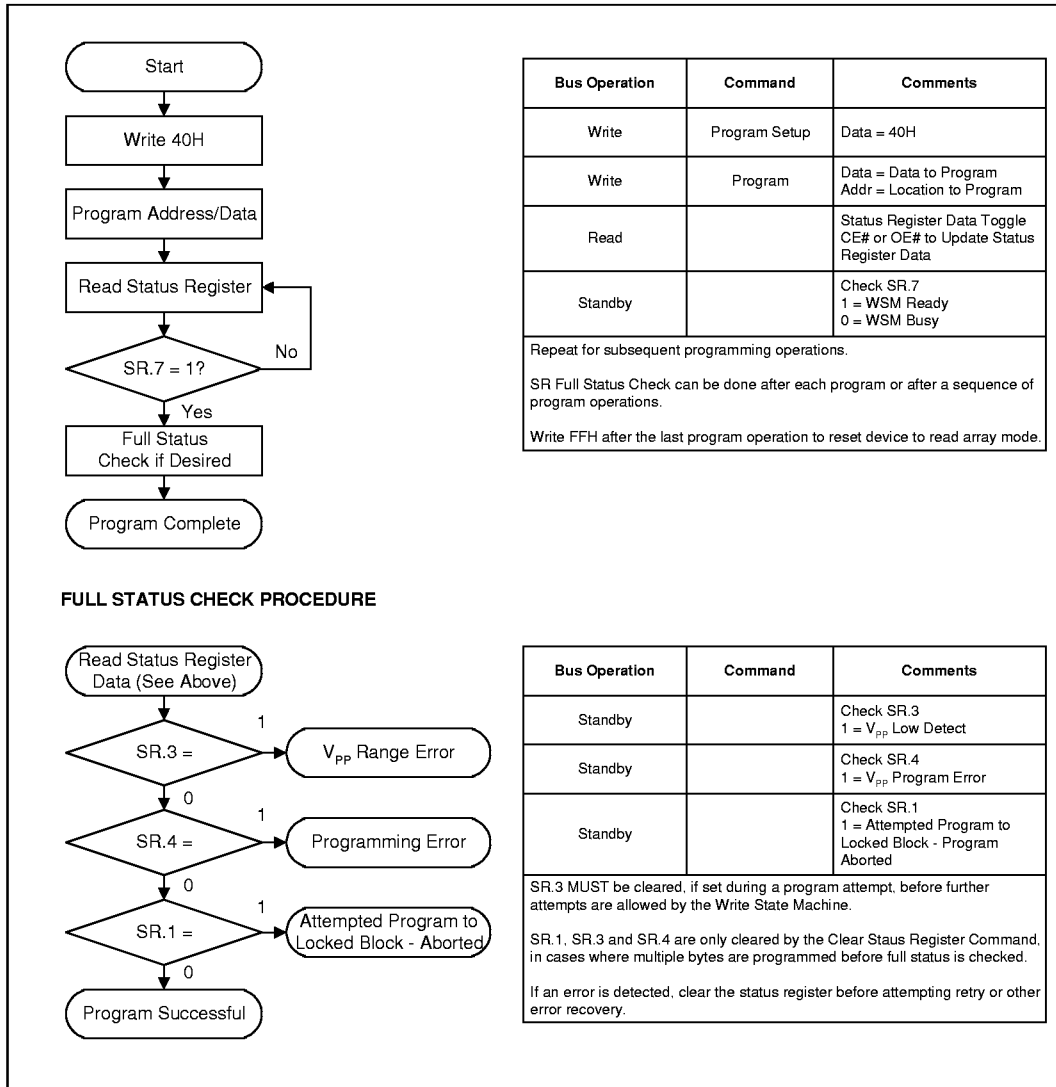 Start
Write 40H
Program Address/Data
Read Status Register
No
SR.7 = 1?
Yes
Full Status
Check if Desired
Program Complete
Bus Operation Command Comments
Write Program Setup Data = 40H
Write Program Data = Data to Program
Addr = Location to Program
Read Status Register Data Toggle
CE# or OE# to Update Status
Register Data
Standby Check SR.7
1 = WSM Ready
0 = WSM Busy
Repeat for subsequent programming operations.
SR Full Status Check can be done after each program or after a sequence of
program operations.
Write FFH after the last program operation to reset device to read array mode.
FULL STATUS CHECK PROCEDURE
Read Status Register
Data (See Above)
1
SR.3 =
VPP Range Error
0
1
SR.4 =
Programming Error
0
1
SR.1 =
Attempted Program to
Locked Block - Aborted
0
Program Successful
Bus Operation Command Comments
Standby Check SR.3
1 = VPP Low Detect
Standby Check SR.4
1 = VPP Program Error
Standby Check SR.1
1 = Attempted Program to
Locked Block - Program
Aborted
SR.3 MUST be cleared, if set during a program attempt, before further
attempts are allowed by the Write State Machine.
SR.1, SR.3 and SR.4 are only cleared by the Clear Staus Register Command,
in cases where multiple bytes are programmed before full status is checked.
If an error is detected, clear the status register before attempting retry or other
error recovery.